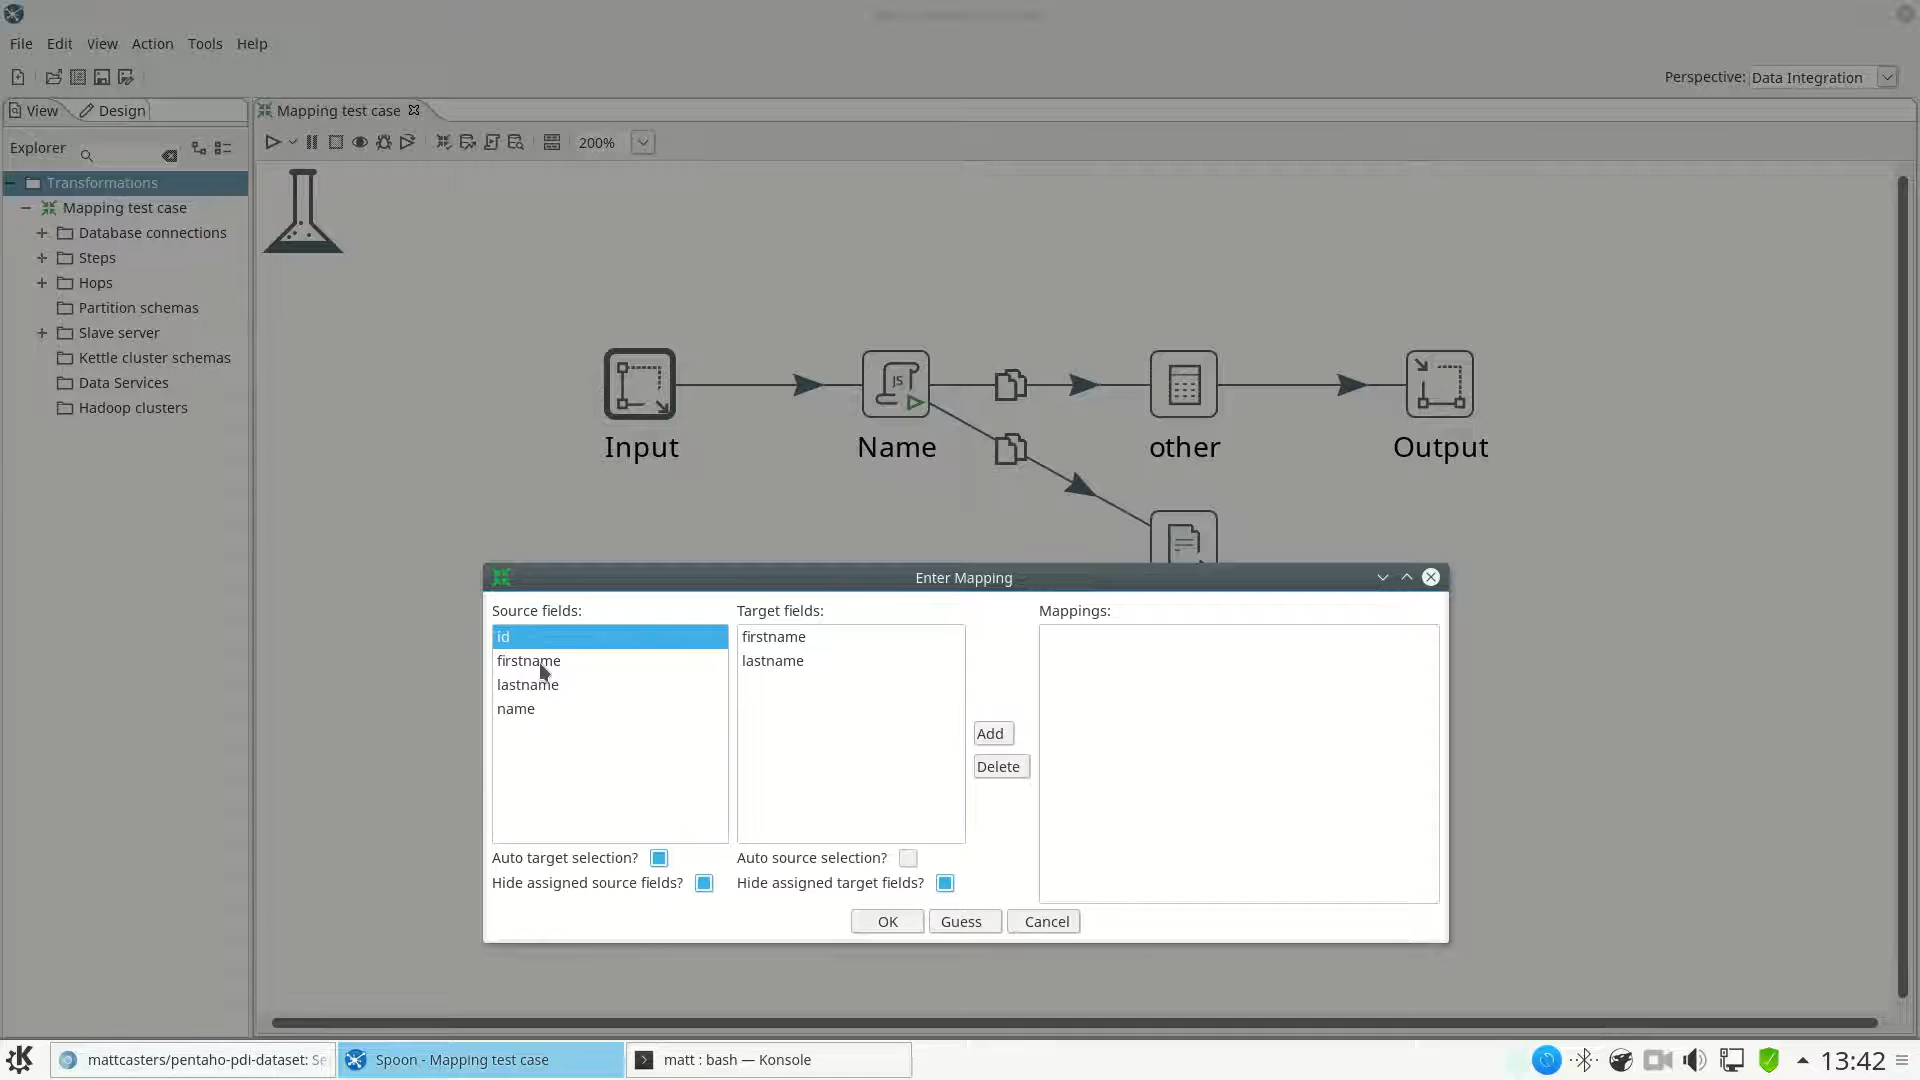 File Edit View Action Tools Help
Perspective: Data Integration
View Design
Mapping test case
Explorer
200%
Transformations
Mapping test case
Database connections
Steps
Hops
Partition schemas
Slave server
Kettle cluster schemas
Data Services
Hadoop clusters
JS
Input Name other Output
Enter Mapping
Source fields: Target fields: Mappings:
id firstname
firstname lastname
lastname
name
Add
Delete
Auto target selection? Auto source selection?
Hide assigned source fields? Hide assigned target fields?
OK Guess Cancel
mattcasters/pentaho-pdi-dataset: Se Spoon - Mapping test case matt : bash — Konsole 13:42